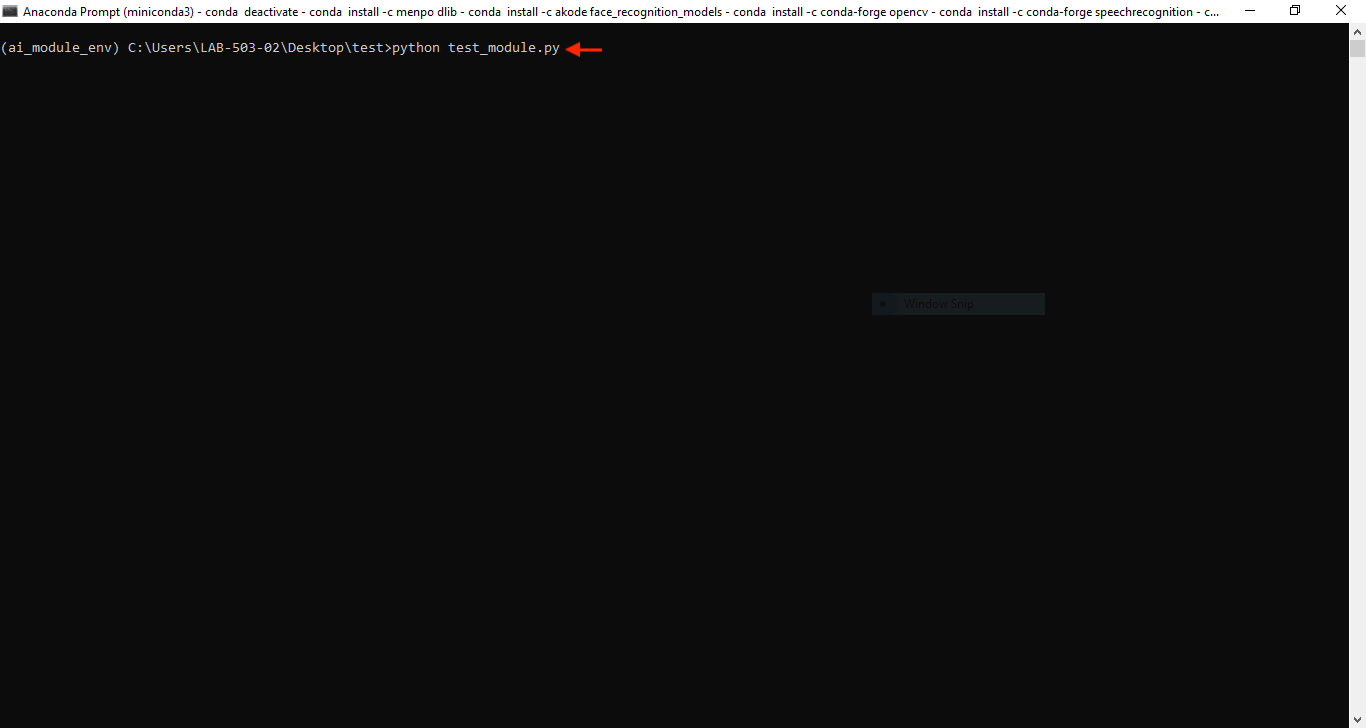 Anaconda Prompt (miniconda3) - conda  deactivate - conda  install -c menpo dlib - conda  install -c akode face_recognition_models - conda  install -c conda-forge opencv - conda  install -c conda-forge speechrecognition - c...
(ai_module_env) C:\Users\LAB-503-02\Desktop\test>python test_module.py
Window Snip